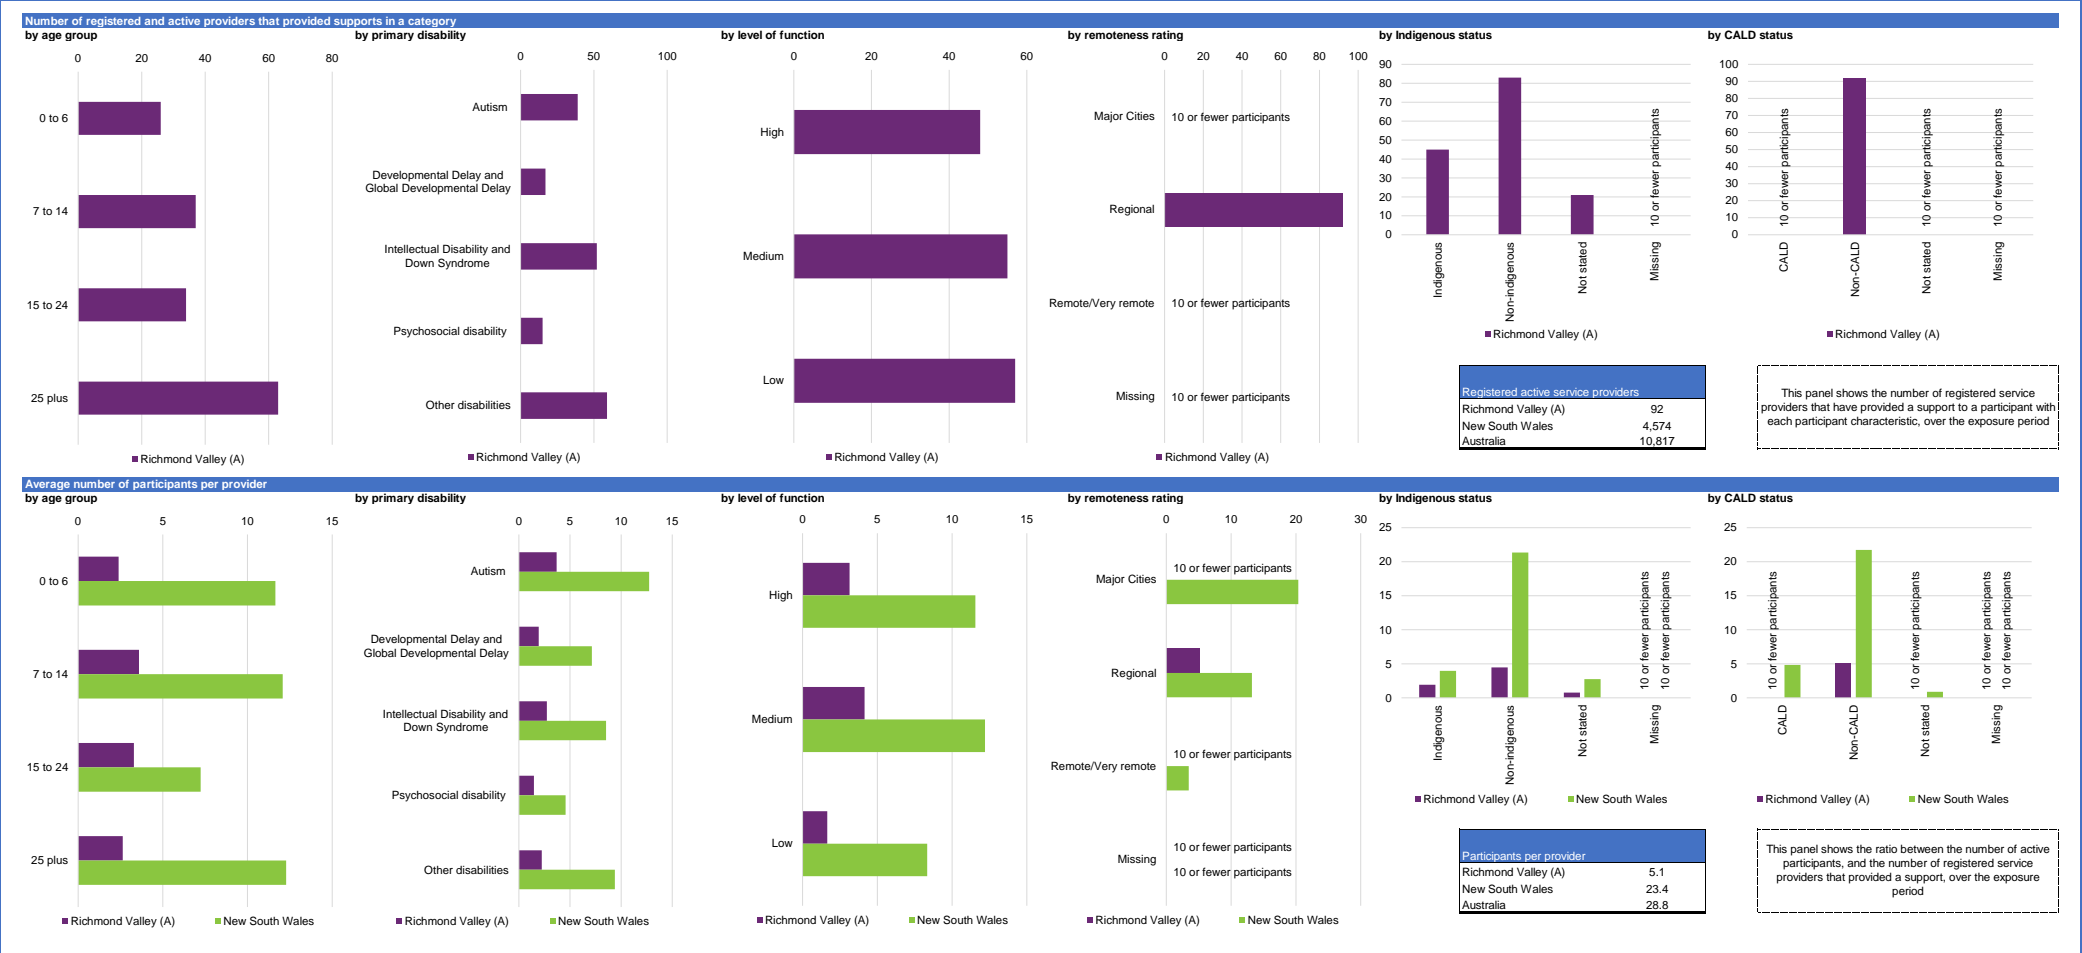 Number of registered and active providers that provided supports in a category
by age group
0 20 40 60 80
0 to 6
7 to 14
15 to 24
25 plus
Richmond Valley (A)
by primary disability
0 50 100
Autism
Developmental Delay and
Global Developmental Delay
Intellectual Disability and
Down Syndrome
Psychosocial disability
Other disabilities
Richmond Valley (A)
by level of function
0 20 40 60
High
Medium
Low
Richmond Valley (A)
by remoteness rating
0 20 40 60 80 100
Major Cities 10 or fewer participants
Regional
Remote/Very remote 10 or fewer participants
Missing 10 or fewer participants
Richmond Valley (A)
by Indigenous status
90
80
70
60
50
40
30
20
10
0
10 or fewer participants
Indigenous
Non-indigenous
Not stated
Missing
Richmond Valley (A)
by CALD status
100
90
80
70
60
50
40
30
20
10
0
10 or fewer participants
10 or fewer participants
10 or fewer participants
CALD
Non-CALD
Not stated
Missing
Richmond Valley (A)
Registered active service providers
Richmond Valley (A) 92
New South Wales 4,574
Australia 10,817
This panel shows the number of registered service
providers that have provided a support to a participant with
each participant characteristic, over the exposure period
Average number of participants per provider
by age group
0 5 10 15
0 to 6
7 to 14
15 to 24
25 plus
Richmond Valley (A) New South Wales
by primary disability
0 5 10 15
Autism
Developmental Delay and
Global Developmental Delay
Intellectual Disability and
Down Syndrome
Psychosocial disability
Other disabilities
Richmond Valley (A) New South Wales
by level of function
0 5 10 15
High
Medium
Low
Richmond Valley (A) New South Wales
by remoteness rating
0 10 20 30
10 or fewer participants
Major Cities
Regional
10 or fewer participants
Remote/Very remote
10 or fewer participants
Missing
10 or fewer participants
Richmond Valley (A) New South Wales
by Indigenous status
25
20
15
10
5
0
10 or fewer participants
10 or fewer participants
Indigenous
Non-indigenous
Not stated
Missing
Richmond Valley (A) New South Wales
by CALD status
25
20
15
10
5
0
10 or fewer participants
10 or fewer participants
10 or fewer participants
10 or fewer participants
CALD
Non-CALD
Not stated
Missing
Richmond Valley (A) New South Wales
Participants per provider
Richmond Valley (A) 5.1
New South Wales 23.4
Australia 28.8
This panel shows the ratio between the number of active
participants, and the number of registered service
providers that provided a support, over the exposure
period